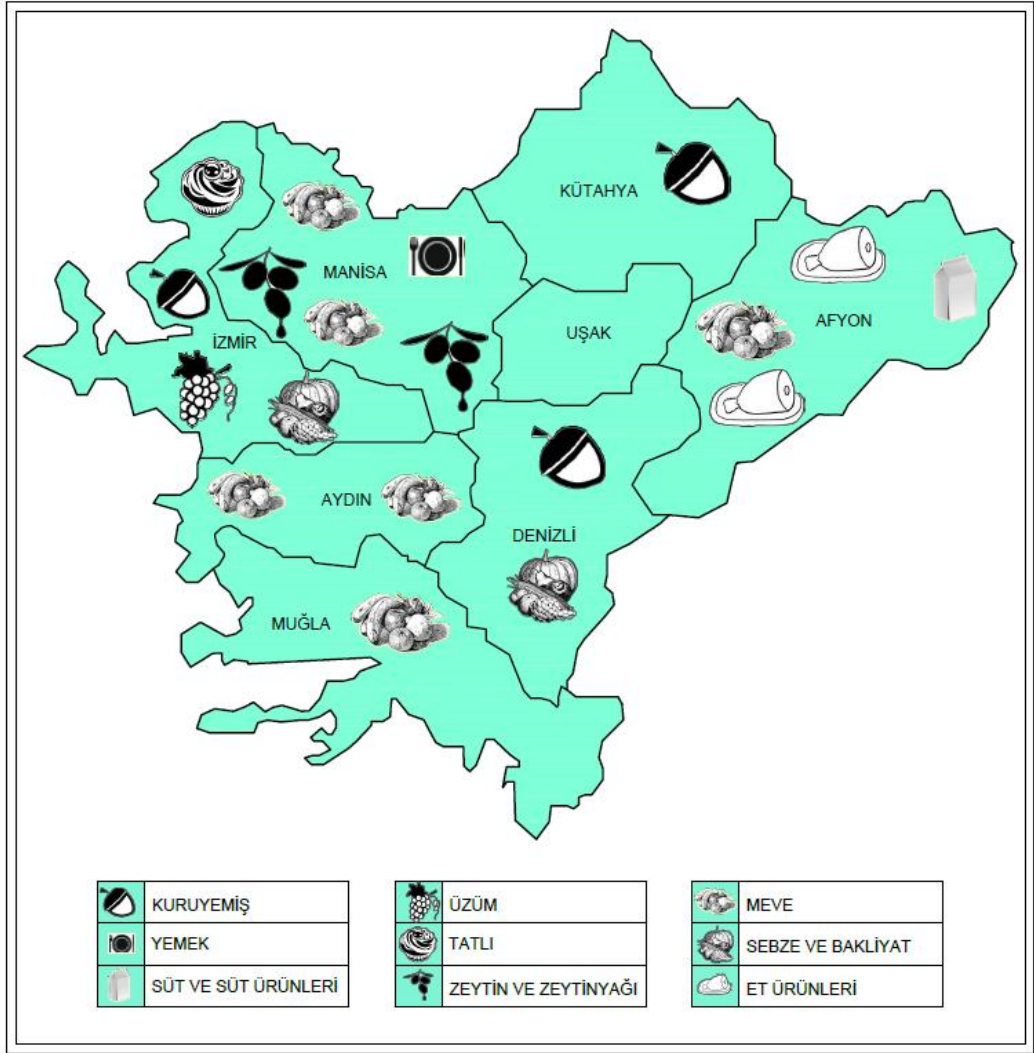 KÜTAHYA
MANİSA
AFYON
UŞAK
İZMİR
AYDIN
DENİZLİ
MUĞLA
KURUYEMİŞ
YEMEK
SÜT VE SÜT ÜRÜNLERİ
ÜZÜM
TATLI
ZEYTİN VE ZEYTİNYAĞI
MEVE
SEBZE VE BAKLİYAT
ET ÜRÜNLERİ